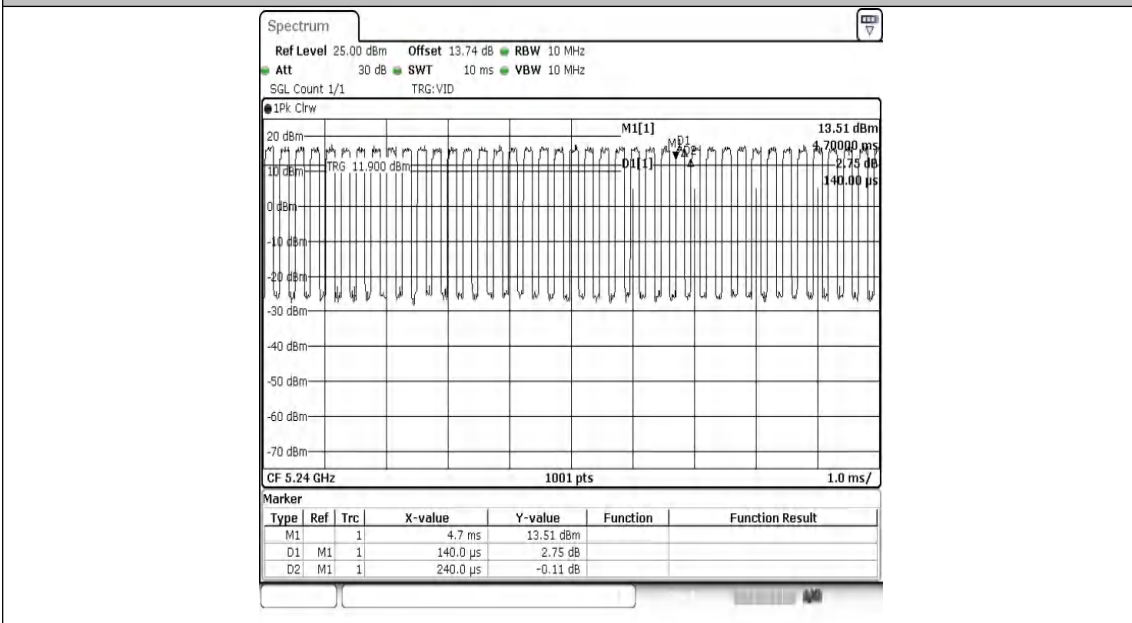 Spectrum
Ref Level 25.00 dBm Offset 13.74 dB RBW 10 MHz
Att 30 dB SWT 10 ms VBW 10 MHz
SGL Count 1/1 TRG:VID
1Pk Clrw
M1[1] 13.51 dBm
4.70000 ms
D1[1] 2.75 dB
140.00 µs
20 dBm
M1 D1
D2
TRG 11.900 dBm
10 dBm
0 dBm
-10 dBm
-20 dBm
-30 dBm
-40 dBm
-50 dBm
-60 dBm
-70 dBm
CF 5.24 GHz 1001 pts 1.0 ms/
Marker
Type Ref Trc X-value Y-value Function Function Result
M1 1 4.7 ms 13.51 dBm
D1 M1 1 140.0 µs 2.75 dB
D2 M1 1 240.0 µs -0.11 dB